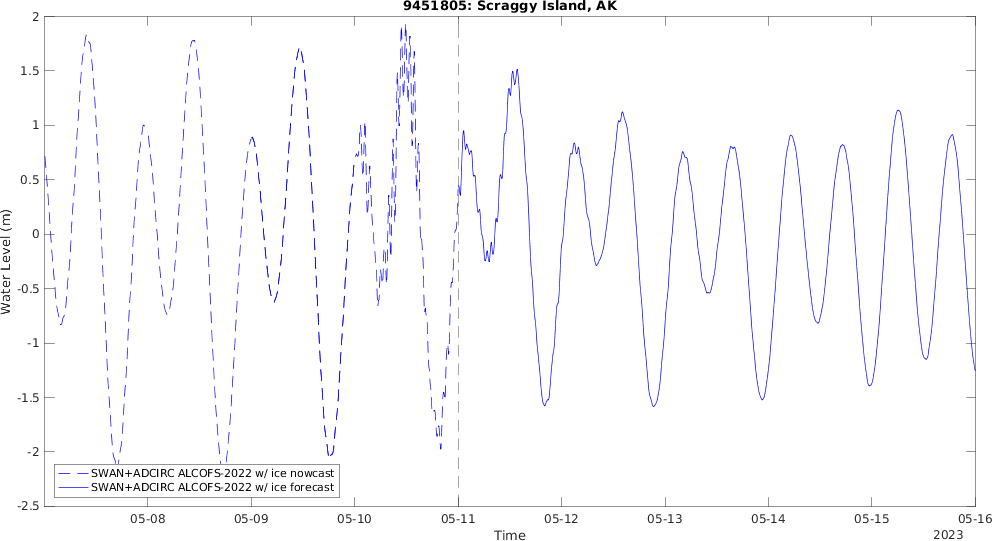 9451805: Scraggy Island, AK
2
1.5
1
0.5
0
-0.5
-1
-1.5
-2
-2.5
Water Level (m)
SWAN+ADCIRC ALCOFS-2022 w/ ice nowcast
SWAN+ADCIRC ALCOFS-2022 w/ ice forecast
05-08 05-09 05-10 05-11 05-12 05-13 05-14 05-15 05-16
Time
2023